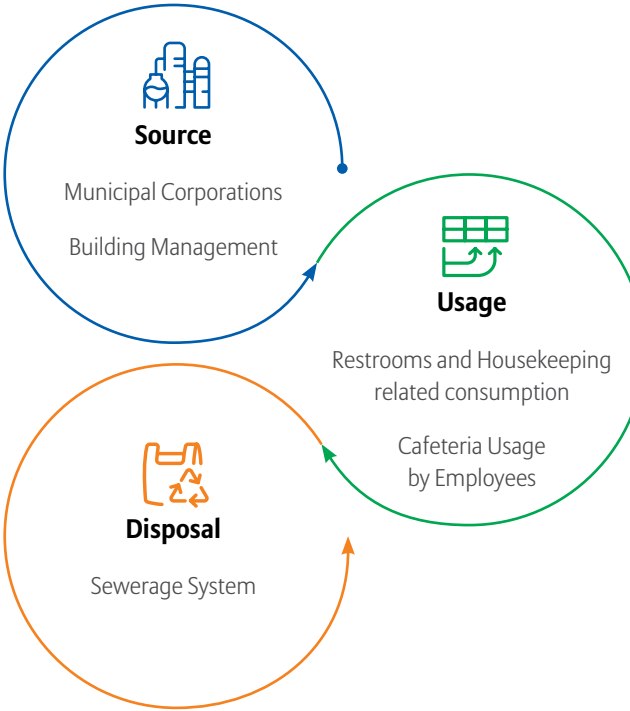 Source
Municipal Corporations
Building Management
Usage
Restrooms and Housekeeping
related consumption
Cafeteria Usage
by Employees
Disposal
Sewerage System